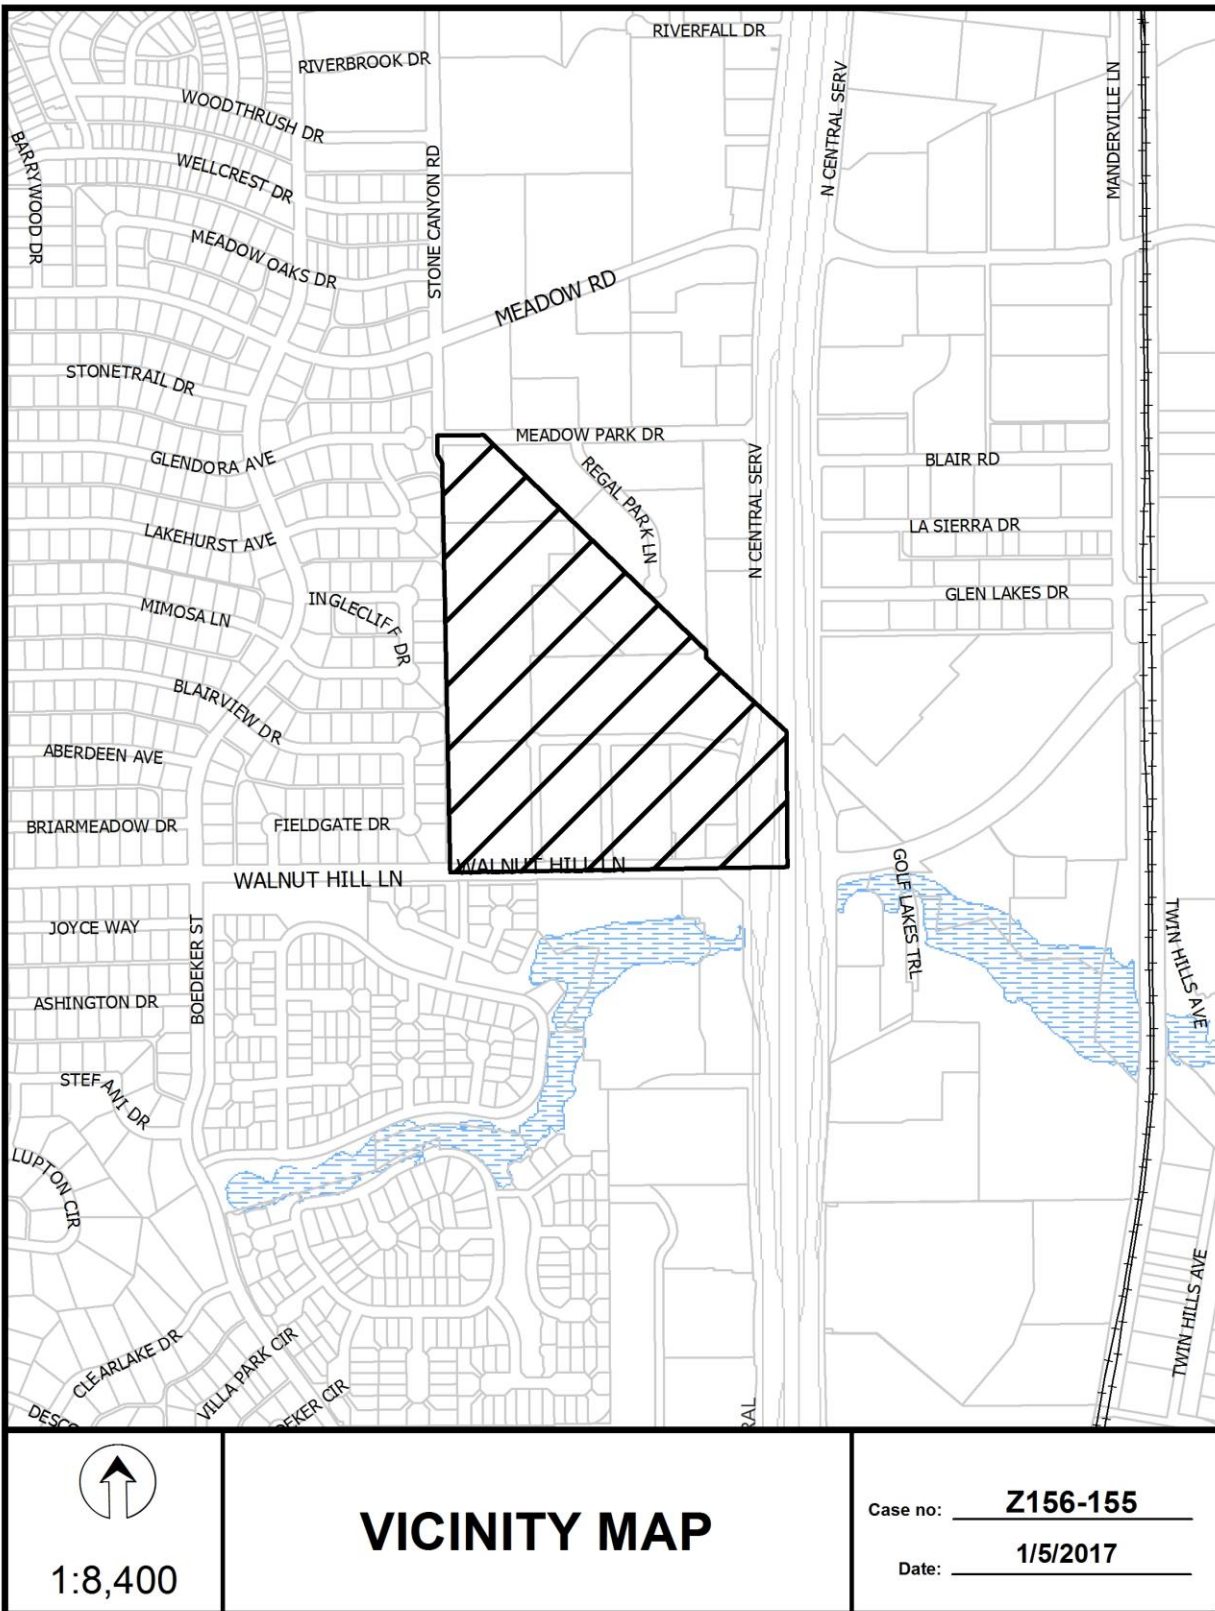 RIVERFALL DR
RIVERBROOK DR
N CENTRAL SERV
MANDERVILLE LN
WOODTHRUSH DR
BARRYWOOD DR
WELLCREST DR
STONE CANYON RD
MEADOW OAKS DR
MEADOW RD
STONETRAIL DR
MEADOW PARK DR
GLENDORA AVE
REGAL PARK LN
N CENTRAL SERV
BLAIR RD
LAKEHURST AVE
LA SIERRA DR
GLEN LAKES DR
MIMOSA LN
INGLECLIFF DR
BLAIRVIEW DR
ABERDEEN AVE
BRIARMEADOW DR
FIELDGATE DR
WALNUT HILL LN
WALNUT HILL LN
GOLF LAKES TRL
JOYCE WAY
BOEDEKER ST
TWIN HILLS AVE
ASHINGTON DR
STEFANI DR
LUPTON CIR
TWIN HILLS AVE
CLEARLAKE DR
VILLA PARK CIR
DEKER CIR
DESCO
RAL
1:8,400
VICINITY MAP
Case no: Z156-155
Date: 1/5/2017